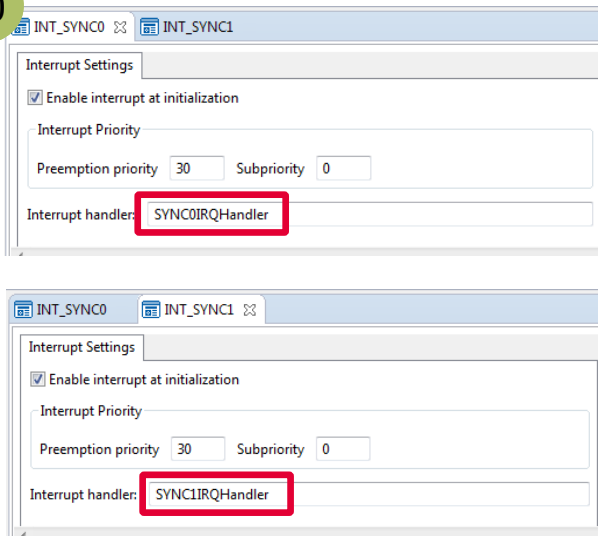 INT_SYNC0 INT_SYNC1
Interrupt Settings
Enable interrupt at initialization
Interrupt Priority
Preemption priority 30 Subpriority 0
Interrupt handler: SYNC0IRQHandler
INT_SYNC0 INT_SYNC1
Interrupt Settings
Enable interrupt at initialization
Interrupt Priority
Preemption priority 30 Subpriority 0
Interrupt handler: SYNC1IRQHandler